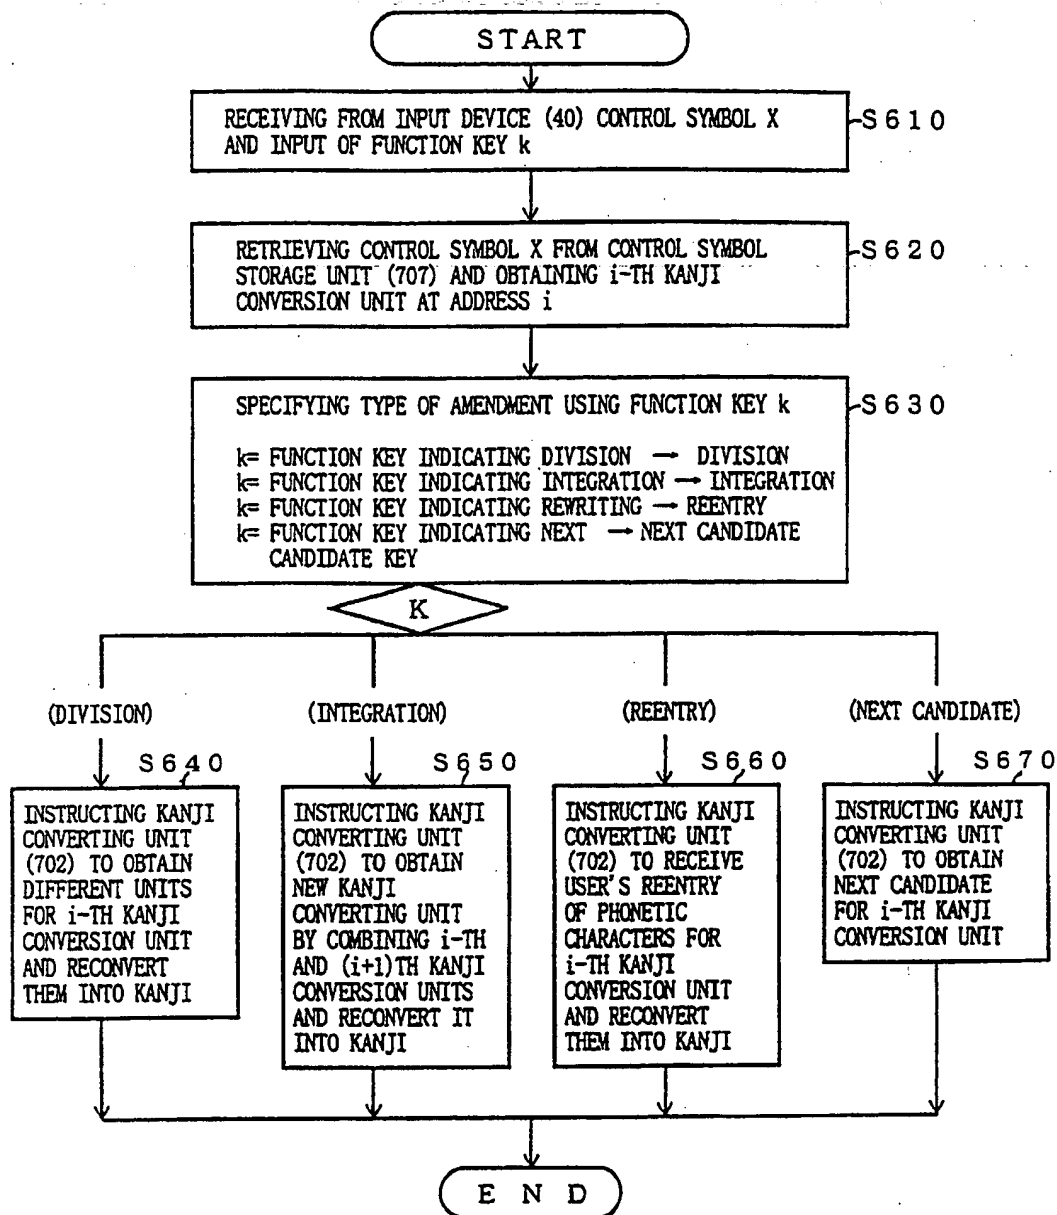 START
RECEIVING FROM INPUT DEVICE (40) CONTROL SYMBOL X
AND INPUT OF FUNCTION KEY k
S610
RETRIEVING CONTROL SYMBOL X FROM CONTROL SYMBOL
STORAGE UNIT (707) AND OBTAINING i-TH KANJI
CONVERSION UNIT AT ADDRESS i
S620
SPECIFYING TYPE OF AMENDMENT USING FUNCTION KEY k
S630
k= FUNCTION KEY INDICATING DIVISION → DIVISION
k= FUNCTION KEY INDICATING INTEGRATION → INTEGRATION
k= FUNCTION KEY INDICATING REWRITING → REENTRY
k= FUNCTION KEY INDICATING NEXT → NEXT CANDIDATE
CANDIDATE KEY
K
(DIVISION)
S640
INSTRUCTING KANJI
CONVERTING UNIT
(702) TO OBTAIN
DIFFERENT UNITS
FOR i-TH KANJI
CONVERSION UNIT
AND RECONVERT
THEM INTO KANJI
(INTEGRATION)
S650
INSTRUCTING KANJI
CONVERTING UNIT
(702) TO OBTAIN
NEW KANJI
CONVERTING UNIT
BY COMBINING i-TH
AND (i+1)TH KANJI
CONVERSION UNITS
AND RECONVERT IT
INTO KANJI
(REENTRY)
S660
INSTRUCTING KANJI
CONVERTING UNIT
(702) TO RECEIVE
USER'S REENTRY
OF PHONETIC
CHARACTERS FOR
i-TH KANJI
CONVERSION UNIT
AND RECONVERT
THEM INTO KANJI
(NEXT CANDIDATE)
S670
INSTRUCTING KANJI
CONVERTING UNIT
(702) TO OBTAIN
NEXT CANDIDATE
FOR i-TH KANJI
CONVERSION UNIT
END